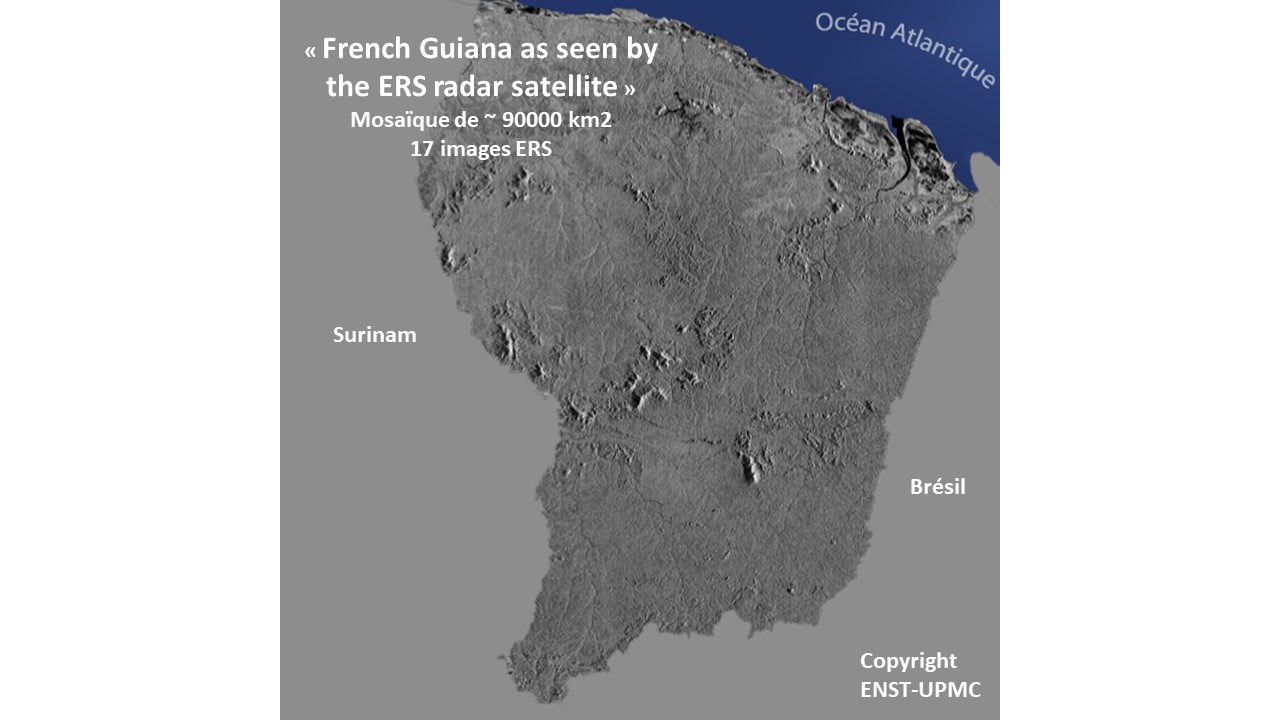 « French Guiana as seen by
the ERS radar satellite »
Mosaïque de ~ 90000 km2
17 images ERS
Océan Atlantique
Surinam
Brésil
Copyright
ENST-UPMC